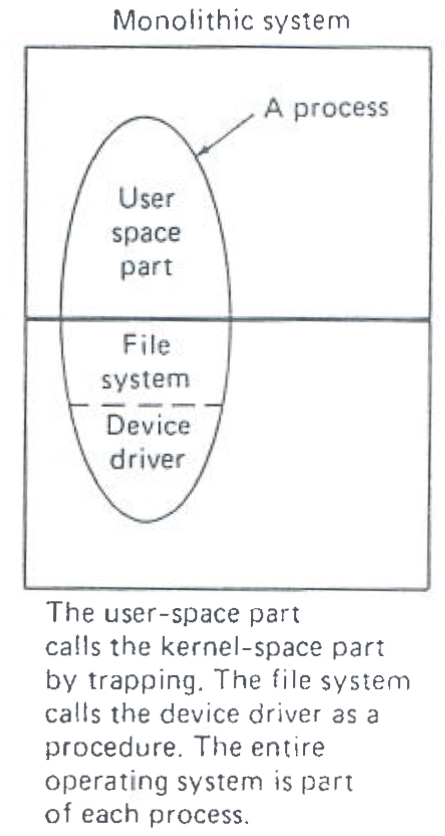 Monolithic system
A process
User
space
part
File
system
Device
driver
The user-space part
calls the kernel-space part
by trapping. The file system
calls the device driver as a
procedure. The entire
operating system is part
of each process.